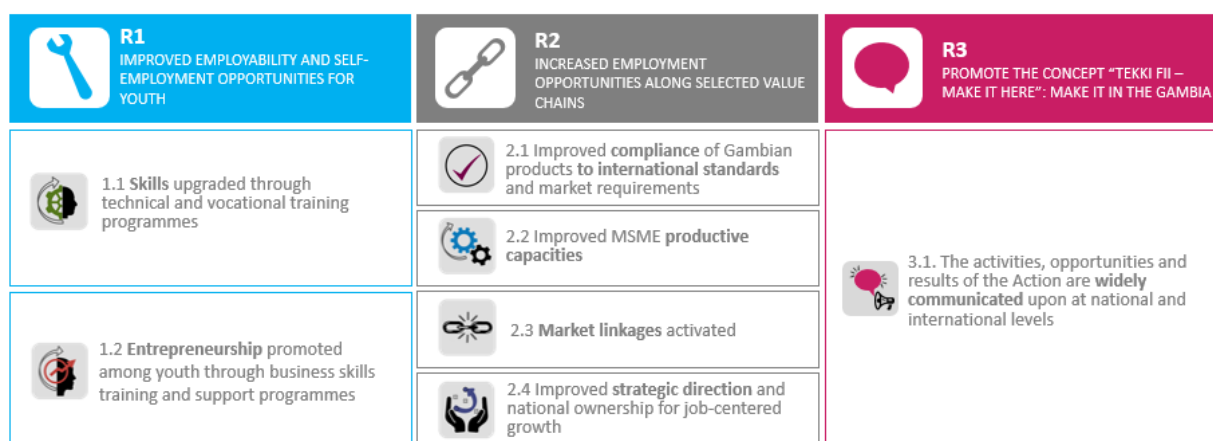 R1
IMPROVED EMPLOYABILITY AND SELF-
EMPLOYMENT OPPORTUNITIES FOR
YOUTH
1.1 Skills upgraded through
technical and vocational training
programmes
1.2 Entrepreneurship promoted
among youth through business skills
training and support programmes
R2
INCREASED EMPLOYMENT
OPPORTUNITIES ALONG SELECTED VALUE
CHAINS
2.1 Improved compliance of Gambian
products to international standards
and market requirements
2.2 Improved MSME productive
capacities
2.3 Market linkages activated
2.4 Improved strategic direction and
national ownership for job-centered
growth
R3
PROMOTE THE CONCEPT “TEKKI FII –
MAKE IT HERE”: MAKE IT IN THE GAMBIA
3.1. The activities, opportunities and
results of the Action are widely
communicated upon at national and
international levels